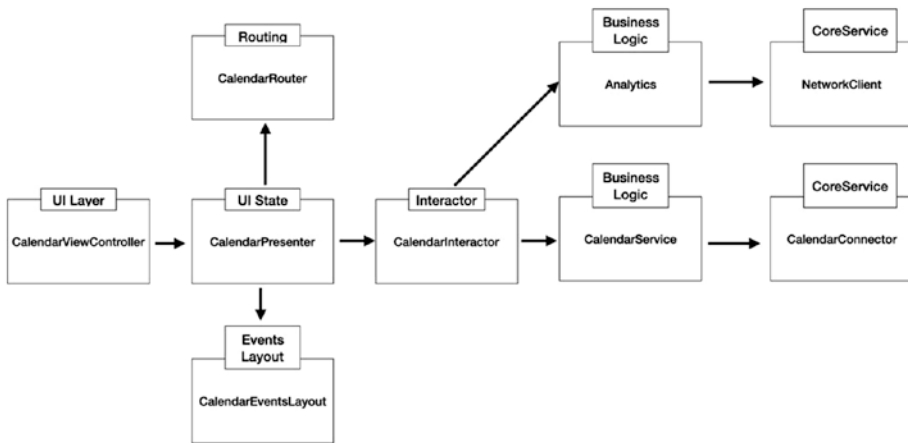 Routing
CalendarRouter
Business
Logic
Analytics
CoreService
NetworkClient
UI Layer
CalendarViewController
UI State
CalendarPresenter
Interactor
CalendarInteractor
Business
Logic
CalendarService
CoreService
CalendarConnector
Events
Layout
CalendarEventsLayout